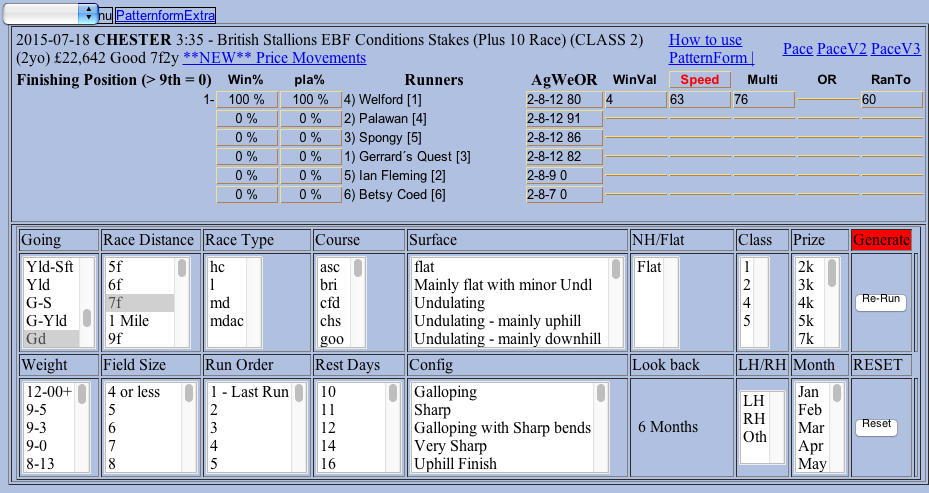 nu PatternformExtra
2015-07-18 CHESTER 3:35 - British Stallions EBF Conditions Stakes (Plus 10 Race) (CLASS 2)
(2yo) £22,642 Good 7f2y **NEW** Price Movements
How to use
PatternForm |
Pace PaceV2 PaceV3
Finishing Position (> 9th = 0) Win% pla% Runners AgWeOR WinVal Speed Multi OR RanTo
1- 100 % 100 % 4) Welford [1] 2-8-12 80 4 63 76 60
0 % 0 % 2) Palawan [4] 2-8-12 91
0 % 0 % 3) Spongy [5] 2-8-12 86
0 % 0 % 1) Gerrard´s Quest [3] 2-8-12 82
0 % 0 % 5) Ian Fleming [2] 2-8-9 0
0 % 0 % 6) Betsy Coed [6] 2-8-7 0
Going Race Distance Race Type Course Surface NH/Flat Class Prize Generate
Yld-Sft 5f hc asc flat Flat 1 2k
Yld 6f l bri Mainly flat with minor Undl 2 3k
G-S 7f md cfd Undulating 4 4k Re-Run
G-Yld 1 Mile mdac chs Undulating - mainly uphill 5 5k
Gd 9f goo Undulating - mainly downhill 7k
Weight Field Size Run Order Rest Days Config Look back LH/RH Month RESET
12-00+ 4 or less 1 - Last Run 10 Galloping LH Jan
9-5 5 2 11 Sharp RH Feb
9-3 6 3 12 Galloping with Sharp bends 6 Months Oth Mar Reset
9-0 7 4 14 Very Sharp Apr
8-13 8 5 16 Uphill Finish May